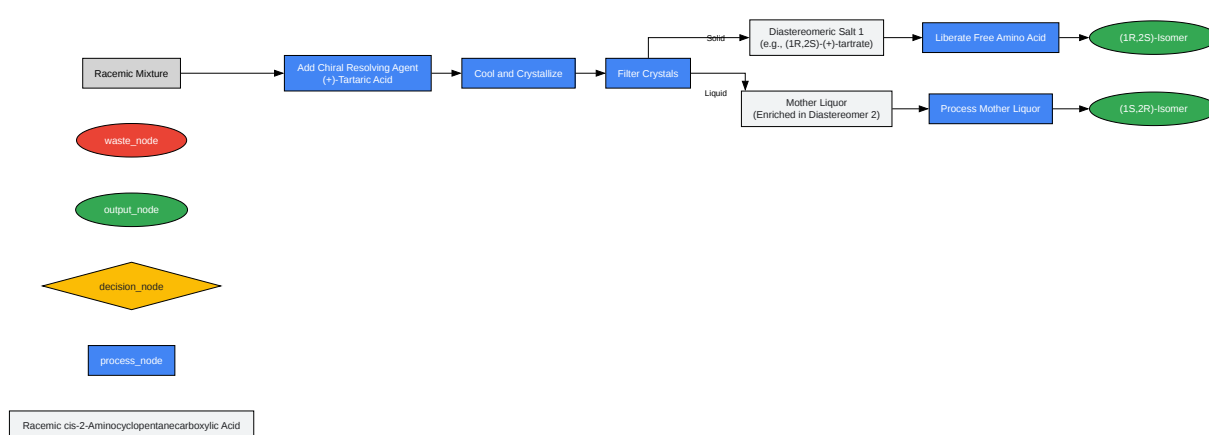 Racemic Mixture
Add Chiral Resolving Agent
(+)-Tartaric Acid
Cool and Crystallize
Filter Crystals
Solid
Diastereomeric Salt 1
(e.g., (1R,2S)-(+)-tartrate)
Liberate Free Amino Acid
(1R,2S)-Isomer
Liquid
Mother Liquor
(Enriched in Diastereomer 2)
Process Mother Liquor
(1S,2R)-Isomer
waste_node
output_node
decision_node
process_node
Racemic cis-2-Aminocyclopentanecarboxylic Acid